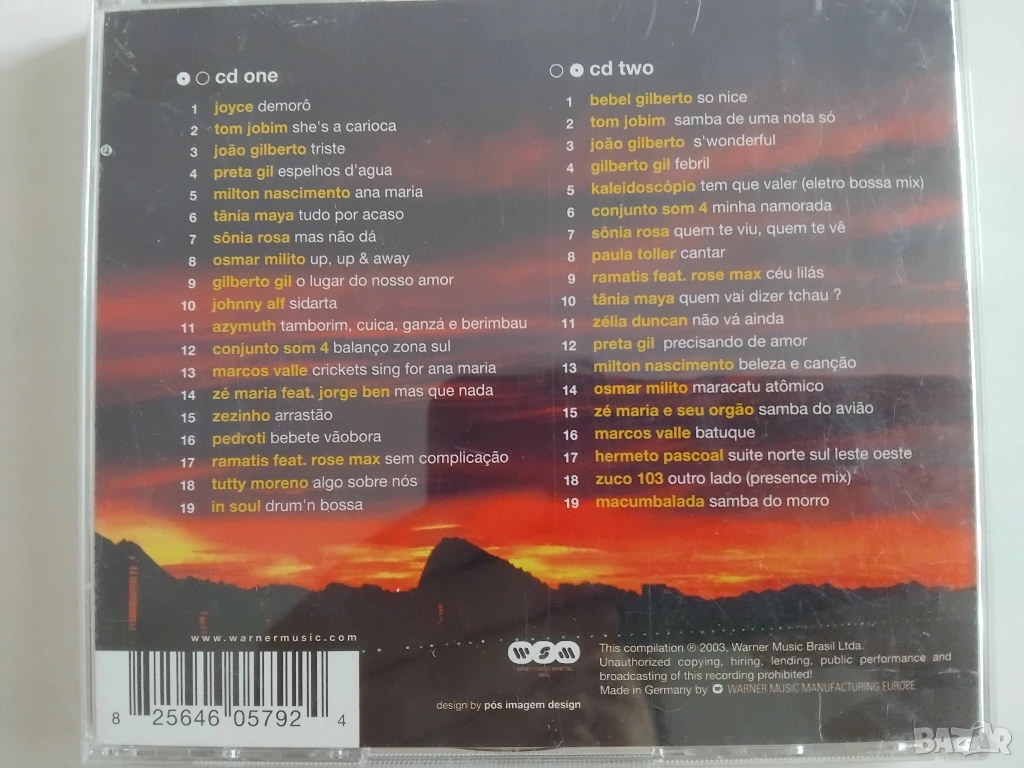 cd one
1 joyce demorô
2 tom jobim she's a carioca
3 joão gilberto triste
4 preta gil espelhos d'agua
5 milton nascimento ana maria
6 tânia maya tudo por acaso
7 sônia rosa mas não dá
8 osmar milito up, up & away
9 gilberto gil o lugar do nosso amor
10 johnny alf sidarta
11 azymuth tamborim, cuica, ganzá e berimbau
12 conjunto som 4 balanço zona sul
13 marcos valle crickets sing for ana maria
14 zé maria feat. jorge ben mas que nada
15 zezinho arrastão
16 pedroti bebete vãobora
17 ramatis feat. rose max sem complicação
18 tutty moreno algo sobre nós
19 in soul drum'n bossa
cd two
1 bebel gilberto so nice
2 tom jobim samba de uma nota só
3 joão gilberto s'wonderful
4 gilberto gil febril
5 kaleidoscópio tem que valer (eletro bossa mix)
6 conjunto som 4 minha namorada
7 sônia rosa quem te viu, quem te vê
8 paula toller cantar
9 ramatis feat. rose max céu lilás
10 tânia maya quem vai dizer tchau ?
11 zélia duncan não vá ainda
12 preta gil precisando de amor
13 milton nascimento beleza e canção
14 osmar milito maracatu atômico
15 zé maria e seu orgão samba do avião
16 marcos valle batuque
17 hermeto pascoal suite norte sul leste oeste
18 zuco 103 outro lado (presence mix)
19 macumbalada samba do morro
www.warnermusic.com
8 25646 05792 4
WSM
design by pós imagem design
This compilation ℗ 2003, Warner Music Brasil Ltda.
Unauthorized copying, hiring, lending, public performance and
broadcasting of this recording prohibited!
Made in Germany by WARNER MUSIC MANUFACTURING EUROPE
BAZAR